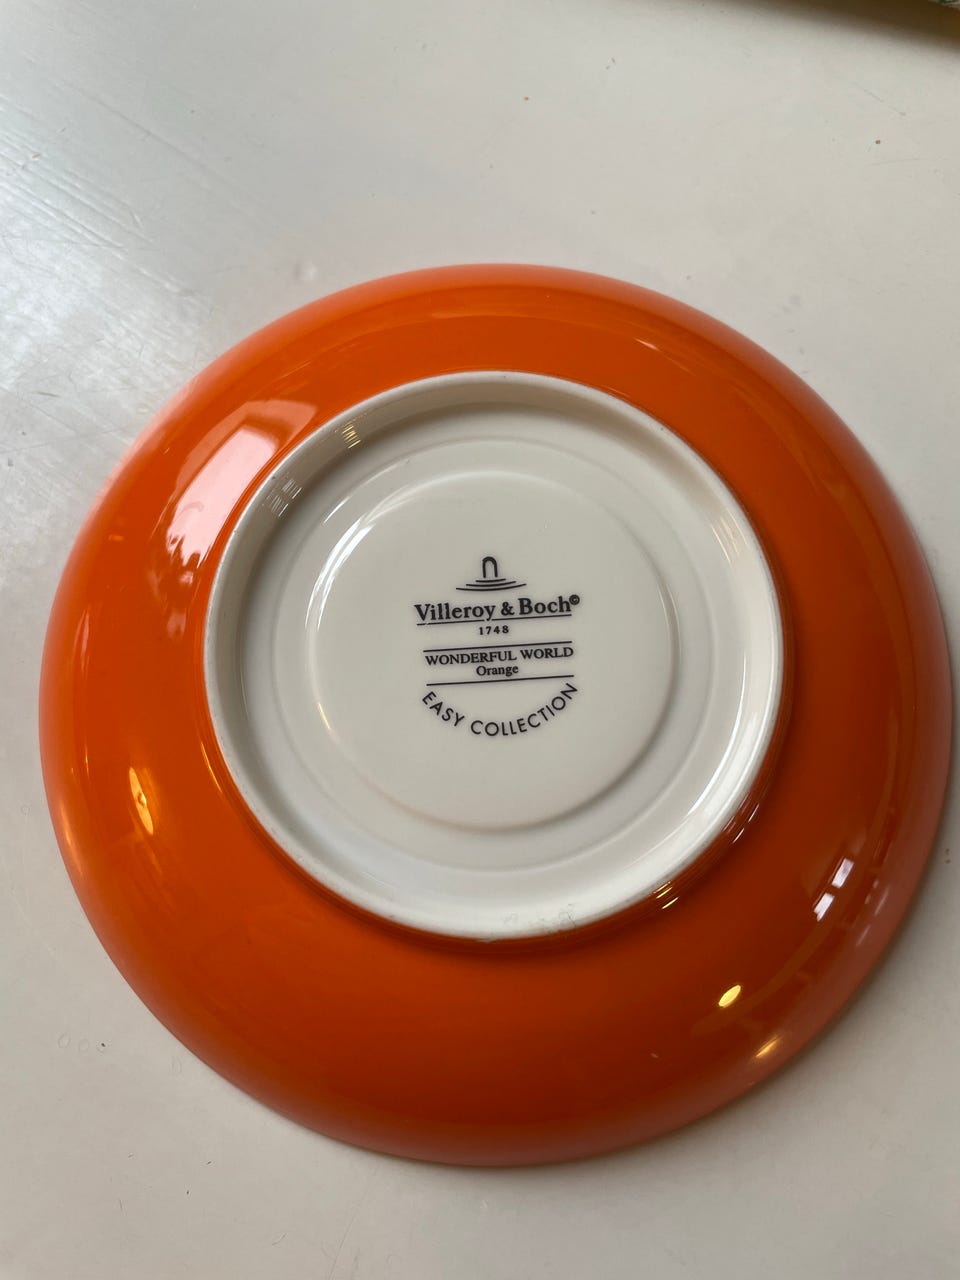 Villeroy & Boch©
1748
WONDERFUL WORLD
Orange
EASY COLLECTION